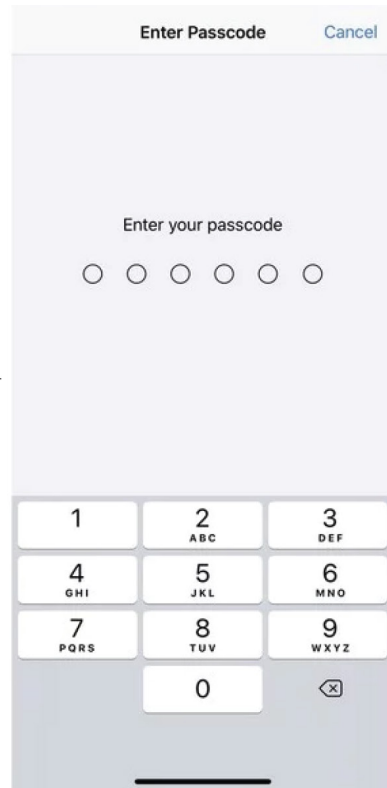 Enter Passcode Cancel
Enter your passcode
1 2 3
ABC DEF
4 5 6
GHI JKL MNO
7 8 9
PQRS TUV WXYZ
0